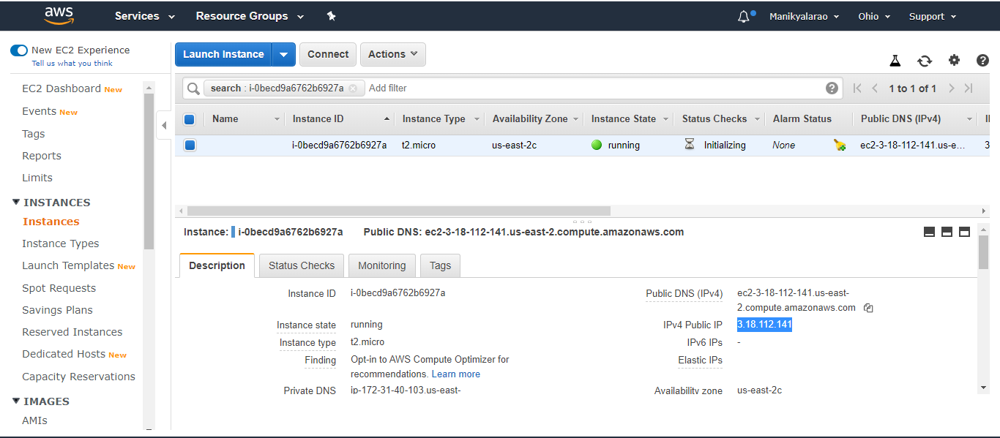 aws Services Resource Groups Manikyalarao Ohio Support
New EC2 Experience
Tell us what you think
EC2 Dashboard New
Events New
Tags
Reports
Limits
INSTANCES
Instances
Instance Types
Launch Templates New
Spot Requests
Savings Plans
Reserved Instances
Dedicated Hosts New
Capacity Reservations
IMAGES
AMIs
Launch Instance Connect Actions
search : i-0becd9a6762b6927a Add filter 1 to 1 of 1
Name Instance ID Instance Type Availability Zone Instance State Status Checks Alarm Status Public DNS (IPv4)
i-0becd9a6762b6927a t2.micro us-east-2c running Initializing None ec2-3-18-112-141.us-e... 3
Instance: i-0becd9a6762b6927a Public DNS: ec2-3-18-112-141.us-east-2.compute.amazonaws.com
Description Status Checks Monitoring Tags
Instance ID i-0becd9a6762b6927a Public DNS (IPv4) ec2-3-18-112-141.us-east-
2.compute.amazonaws.com
Instance state running IPv4 Public IP 3.18.112.141
Instance type t2.micro IPv6 IPs -
Finding Opt-in to AWS Compute Optimizer for Elastic IPs
recommendations. Learn more
Private DNS ip-172-31-40-103.us-east- Availability zone us-east-2c